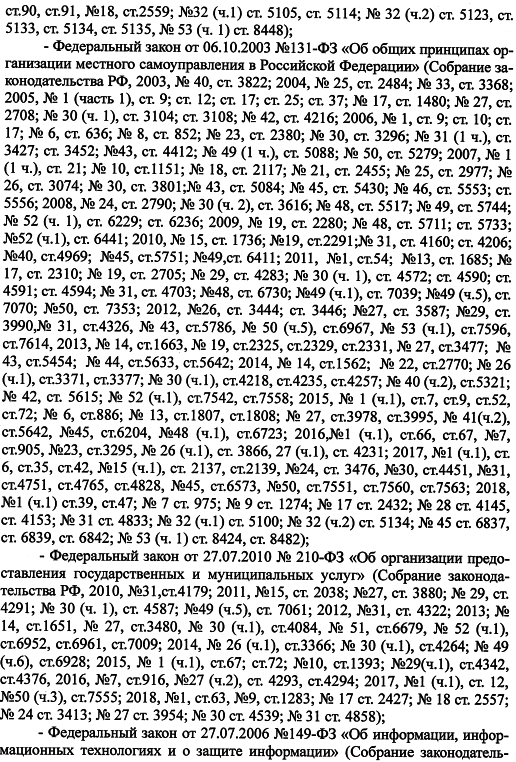 ст.90, ст.91, №18, ст.2559; №32 (ч.1) ст. 5105, ст. 5114; № 32 (ч.2) ст. 5123, ст.
5133, ст. 5134, ст. 5135, № 53 (ч. 1) ст. 8448);
- Федеральный закон от 06.10.2003 №131-ФЗ «Об общих принципах ор-
ганизации местного самоуправления в Российской Федерации» (Собрание за-
конодательства РФ, 2003, № 40, ст. 3822; 2004, № 25, ст. 2484; № 33, ст. 3368;
2005, № 1 (часть 1), ст. 9; ст. 12; ст. 17; ст. 25; ст. 37; № 17, ст. 1480; № 27, ст.
2708; № 30 (ч. 1), ст. 3104; ст. 3108; № 42, ст. 4216; 2006, № 1, ст. 9; ст. 10; ст.
17; № 6, ст. 636; № 8, ст. 852; № 23, ст. 2380; № 30, ст. 3296; № 31 (1 ч.), ст.
3427; ст. 3452; №43, ст. 4412; № 49 (1 ч.), ст. 5088; № 50, ст. 5279; 2007, № 1
(1 ч.), ст. 21; № 10, ст.1151; № 18, ст. 2117; № 21, ст. 2455; № 25, ст. 2977; №
26, ст. 3074; № 30, ст. 3801;№ 43, ст. 5084; № 45, ст. 5430; № 46, ст. 5553; ст.
5556; 2008, № 24, ст. 2790; № 30 (ч. 2), ст. 3616; № 48, ст. 5517; № 49, ст. 5744;
№ 52 (ч. 1), ст. 6229; ст. 6236; 2009, № 19, ст. 2280; № 48, ст. 5711; ст. 5733;
№52 (ч.1), ст. 6441; 2010, № 15, ст. 1736; №19, ст.2291;№ 31, ст. 4160; ст. 4206;
№40, ст.4969; №45, ст.5751; №49,ст. 6411; 2011, №1, ст.54; №13, ст. 1685; №
17, ст. 2310; № 19, ст. 2705; № 29, ст. 4283; № 30 (ч. 1), ст. 4572; ст. 4590; ст.
4591; ст. 4594; № 31, ст. 4703; №48, ст. 6730; №49 (ч.1), ст. 7039; №49 (ч.5), ст.
7070; №50, ст. 7353; 2012, №26, ст. 3444; ст. 3446; №27, ст. 3587; №29, ст.
3990,№ 31, ст.4326, № 43, ст.5786, № 50 (ч.5), ст.6967, № 53 (ч.1), ст.7596,
ст.7614, 2013, № 14, ст.1663, № 19, ст.2325, ст.2329, ст.2331, № 27, ст.3477; №
43, ст.5454; № 44, ст.5633, ст.5642; 2014, № 14, ст.1562; № 22, ст.2770; № 26
(ч.1), ст.3371, ст.3377; № 30 (ч.1), ст.4218, ст.4235, ст.4257; № 40 (ч.2), ст.5321;
№ 42, ст. 5615; № 52 (ч.1), ст.7542, ст.7558; 2015, № 1 (ч.1), ст.7, ст.9, ст.52,
ст.72; № 6, ст.886; № 13, ст.1807, ст.1808; № 27, ст.3978, ст.3995, № 41(ч.2),
ст.5642, №45, ст.6204, №48 (ч.1), ст.6723; 2016,№1 (ч.1), ст.66, ст.67, №7,
ст.905, №23, ст.3295, № 26 (ч.1), ст. 3866, 27 (ч.1), ст. 4231; 2017, №1 (ч.1), ст.
6, ст.35, ст.42, №15 (ч.1), ст. 2137, ст.2139, №24, ст. 3476, №30, ст.4451, №31,
ст.4751, ст.4765, ст.4828, №45, ст.6573, №50, ст.7551, ст.7560, ст.7563; 2018,
№1 (ч.1) ст.39, ст.47; № 7 ст. 975; № 9 ст. 1274; № 17 ст. 2432; № 28 ст. 4145,
ст. 4153; № 31 ст. 4833; № 32 (ч.1) ст. 5100; № 32 (ч.2) ст. 5134; № 45 ст. 6837,
ст. 6839, ст. 6842; № 53 (ч. 1) ст. 8424, ст. 8482);
- Федеральный закон от 27.07.2010 № 210-ФЗ «Об организации предо-
ставления государственных и муниципальных услуг» (Собрание законода-
тельства РФ, 2010, №31,ст.4179; 2011, №15, ст. 2038; №27, ст. 3880; № 29, ст.
4291; № 30 (ч. 1), ст. 4587; №49 (ч.5), ст. 7061; 2012, №31, ст. 4322; 2013; №
14, ст.1651, № 27, ст.3480, № 30 (ч.1), ст.4084, № 51, ст.6679, № 52 (ч.1),
ст.6952, ст.6961, ст.7009; 2014, № 26 (ч.1), ст.3366; № 30 (ч.1), ст.4264; № 49
(ч.6), ст.6928; 2015, № 1 (ч.1), ст.67; ст.72; №10, ст.1393; №29(ч.1), ст.4342,
ст.4376, 2016, №7, ст.916, №27 (ч.2), ст. 4293, ст.4294; 2017, №1 (ч.1), ст. 12,
№50 (ч.3), ст.7555; 2018, №1, ст.63, №9, ст.1283; № 17 ст. 2427; № 18 ст. 2557;
№ 24 ст. 3413; № 27 ст. 3954; № 30 ст. 4539; № 31 ст. 4858);
- Федеральный закон от 27.07.2006 №149-ФЗ «Об информации, инфор-
мационных технологиях и о защите информации» (Собрание законодатель-